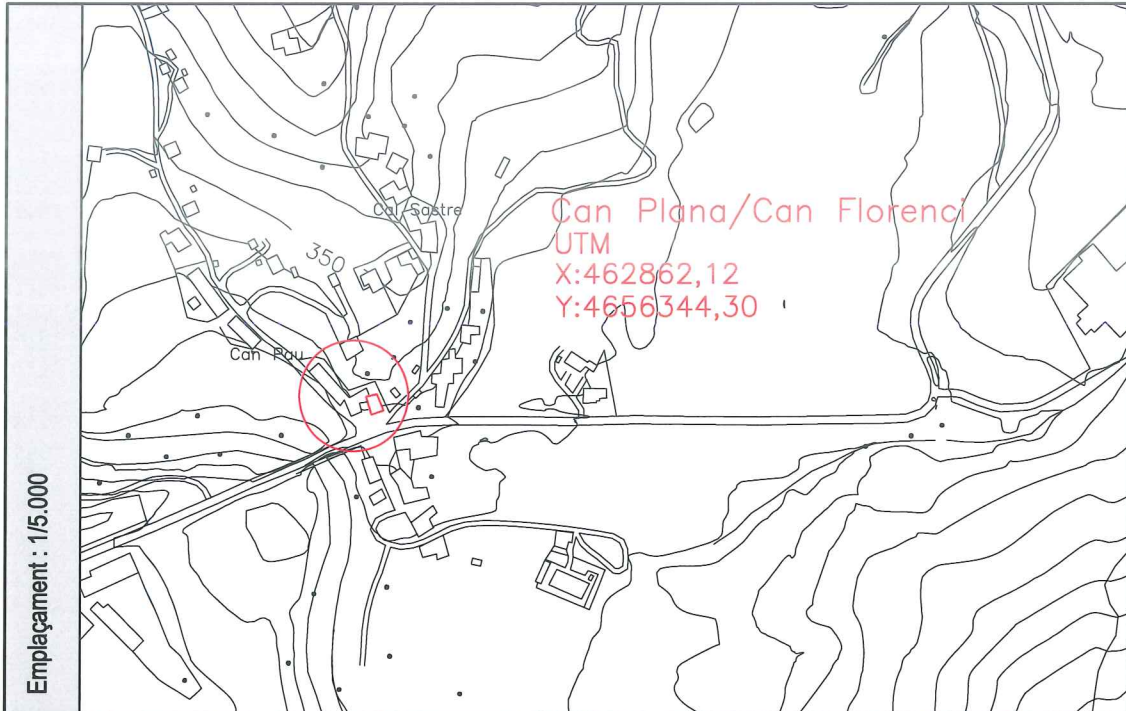 Emplaçament : 1/5.000
Can Plana/Can Florenci
UTM
X:462862,12
Y:4656344,30
Cal Sastre
350
Can Pau